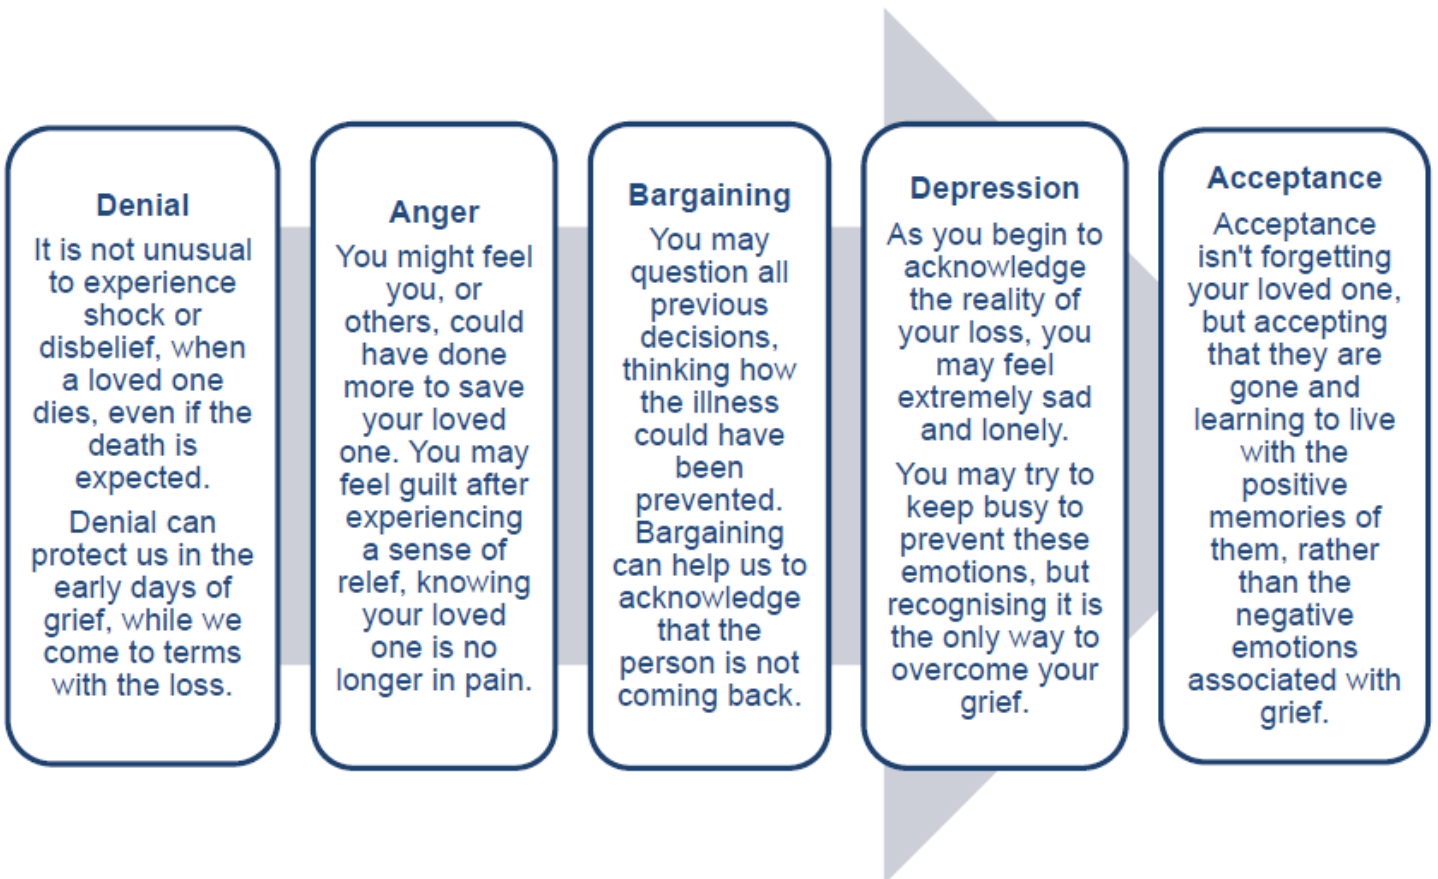 Denial
It is not unusual
to experience
shock or
disbelief, when
a loved one
dies, even if the
death is
expected.
Denial can
protect us in the
early days of
grief, while we
come to terms
with the loss.
Anger
You might feel
you, or
others, could
have done
more to save
your loved
one. You may
feel guilt after
experiencing
a sense of
relef, knowing
your loved
one is no
longer in pain.
Bargaining
You may
question all
previous
decisions,
thinking how
the illness
could have
been
prevented.
Bargaining
can help us to
acknowledge
that the
person is not
coming back.
Depression
As you begin to
acknowledge
the reality of
your loss, you
may feel
extremely sad
and lonely.
You may try to
keep busy to
prevent these
emotions, but
recognising it is
the only way to
overcome your
grief.
Acceptance
Acceptance
isn't forgetting
your loved one,
but accepting
that they are
gone and
learning to live
with the
positive
memories of
them, rather
than the
negative
emotions
associated with
grief.